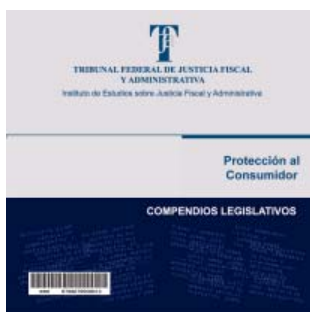 TRIBUNAL FEDERAL DE JUSTICIA FISCAL
Y ADMINISTRATIVA
Instituto de Estudios sobre Justicia Fiscal y Administrativa
Protección al
Consumidor
COMPENDIOS LEGISLATIVOS